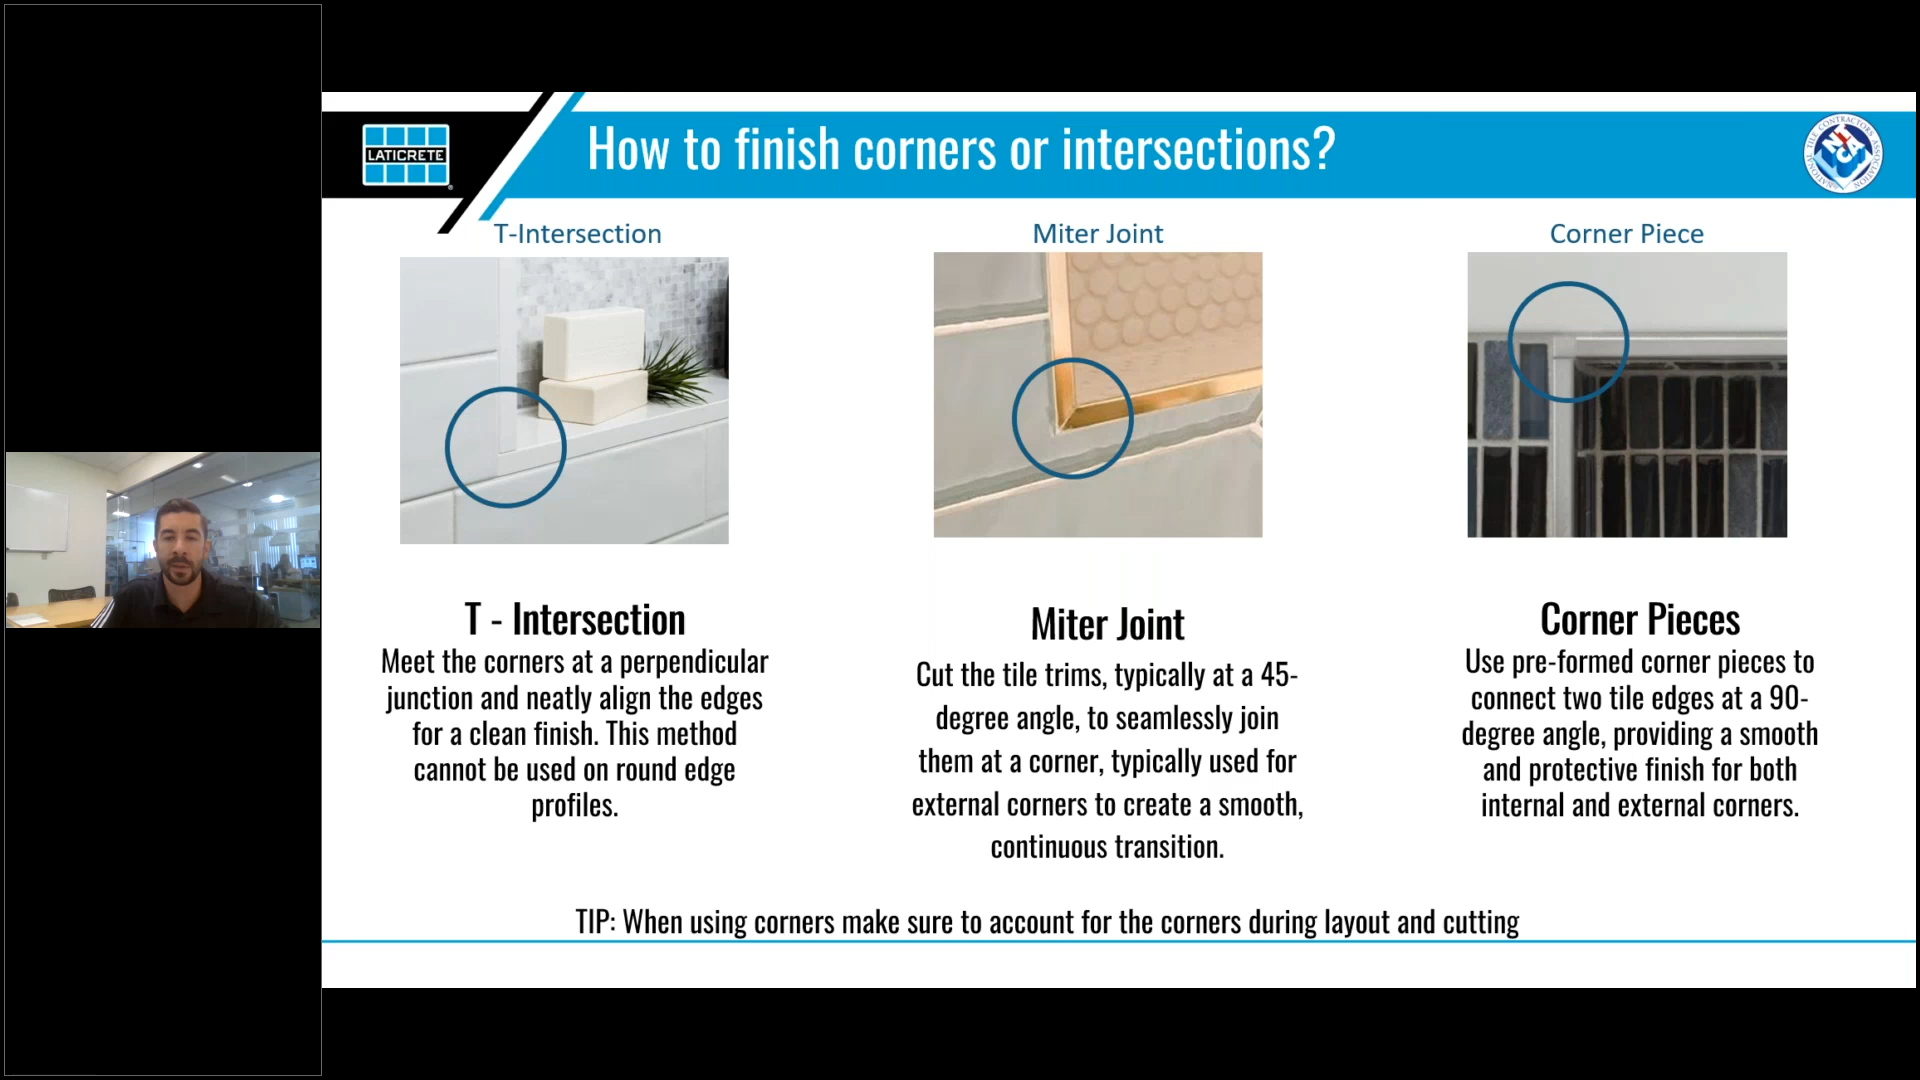 LATICRETE
How to finish corners or intersections?
NATIONAL TILE CONTRACTORS ASSOCIATION
NTCA
T-Intersection
Miter Joint
Corner Piece
T - Intersection
Meet the corners at a perpendicular
junction and neatly align the edges
for a clean finish. This method
cannot be used on round edge
profiles.
Miter Joint
Cut the tile trims, typically at a 45-
degree angle, to seamlessly join
them at a corner, typically used for
external corners to create a smooth,
continuous transition.
Corner Pieces
Use pre-formed corner pieces to
connect two tile edges at a 90-
degree angle, providing a smooth
and protective finish for both
internal and external corners.
TIP: When using corners make sure to account for the corners during layout and cutting